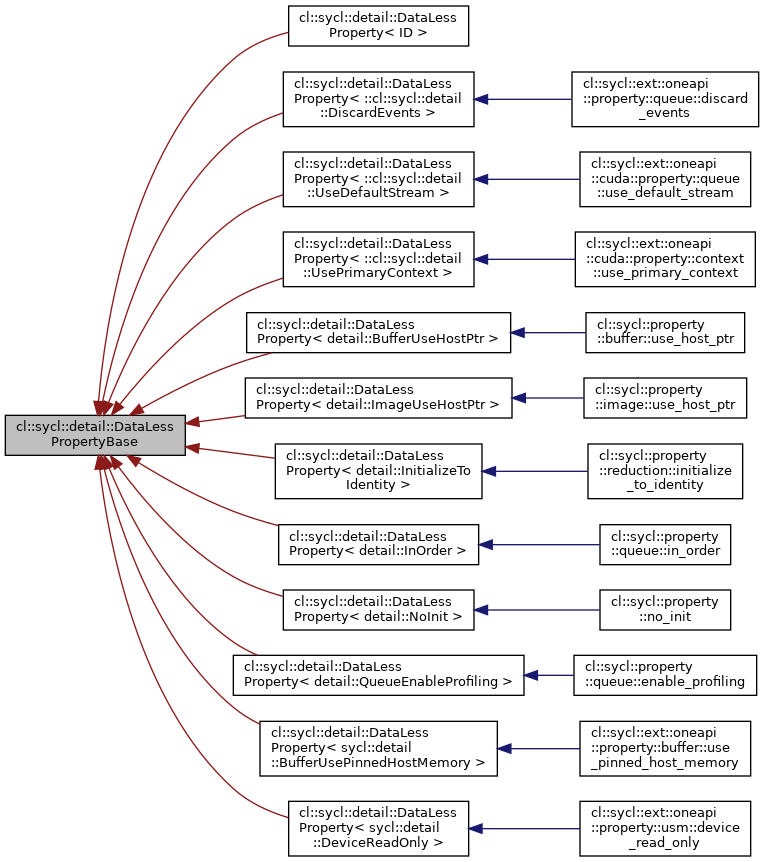 cl::sycl::detail::DataLess
Property< ID >
cl::sycl::detail::DataLess
Property< ::cl::sycl::detail
::DiscardEvents >
cl::sycl::ext::oneapi
::property::queue::discard
_events
cl::sycl::detail::DataLess
Property< ::cl::sycl::detail
::UseDefaultStream >
cl::sycl::ext::oneapi
::cuda::property::queue
::use_default_stream
cl::sycl::detail::DataLess
Property< ::cl::sycl::detail
::UsePrimaryContext >
cl::sycl::ext::oneapi
::cuda::property::context
::use_primary_context
cl::sycl::detail::DataLess
Property< detail::BufferUseHostPtr >
cl::sycl::property
::buffer::use_host_ptr
cl::sycl::detail::DataLess
Property< detail::ImageUseHostPtr >
cl::sycl::property
::image::use_host_ptr
cl::sycl::detail::DataLess
PropertyBase
cl::sycl::detail::DataLess
Property< detail::InitializeTo
Identity >
cl::sycl::property
::reduction::initialize
_to_identity
cl::sycl::detail::DataLess
Property< detail::InOrder >
cl::sycl::property
::queue::in_order
cl::sycl::detail::DataLess
Property< detail::NoInit >
cl::sycl::property
::no_init
cl::sycl::detail::DataLess
Property< detail::QueueEnableProfiling >
cl::sycl::property
::queue::enable_profiling
cl::sycl::detail::DataLess
Property< sycl::detail
::BufferUsePinnedHostMemory >
cl::sycl::ext::oneapi
::property::buffer::use
_pinned_host_memory
cl::sycl::detail::DataLess
Property< sycl::detail
::DeviceReadOnly >
cl::sycl::ext::oneapi
::property::usm::device
_read_only